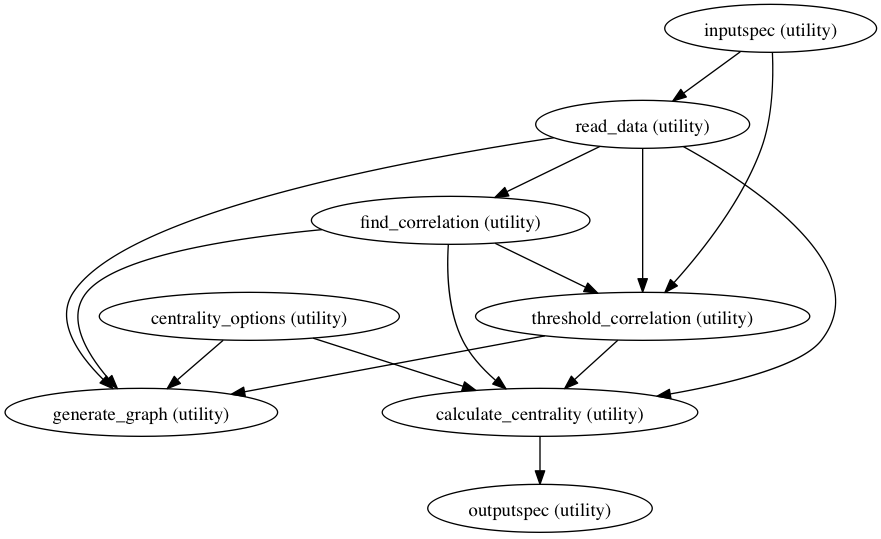 inputspec (utility)
read_data (utility)
find_correlation (utility)
centrality_options (utility)
threshold_correlation (utility)
generate_graph (utility)
calculate_centrality (utility)
outputspec (utility)